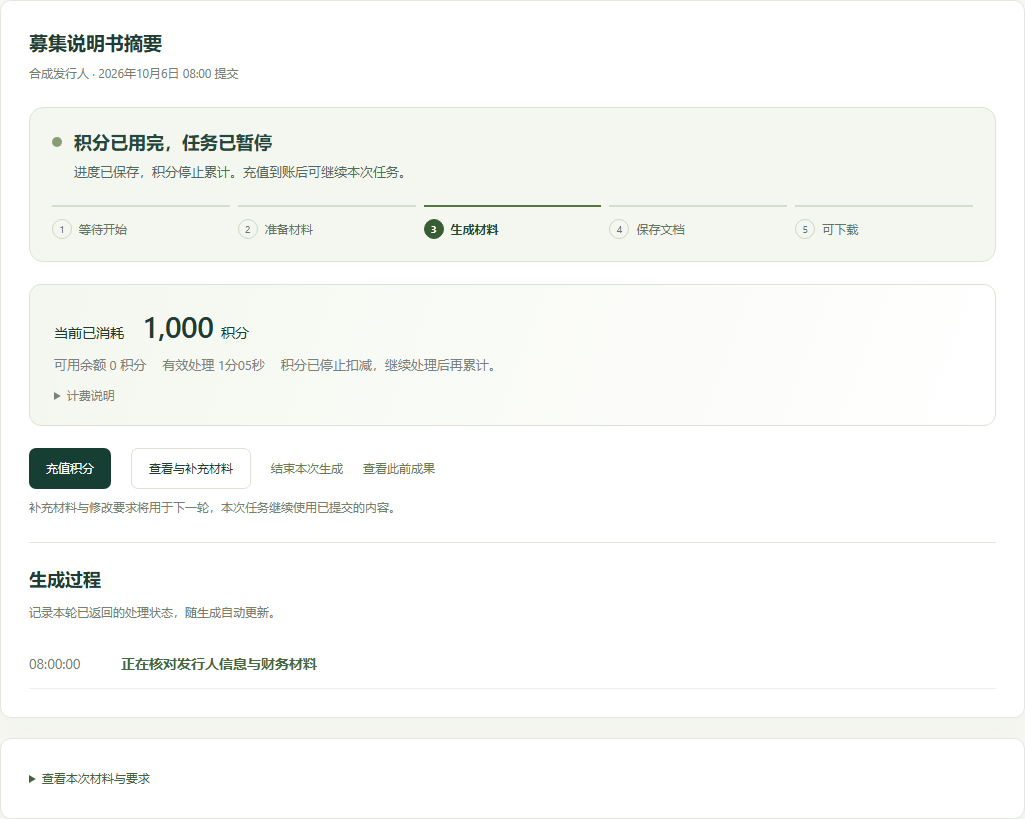 募集说明书摘要
合成发行人 · 2026年10月6日 08:00 提交
积分已用完，任务已暂停
进度已保存，积分停止累计。充值到账后可继续本次任务。
1 等待开始 2 准备材料 3 生成材料 4 保存文档 5 可下载
当前已消耗 1,000 积分
可用余额 0 积分 有效处理 1分05秒 积分已停止扣减，继续处理后再累计。
▶ 计费说明
充值积分 查看与补充材料 结束本次生成 查看此前成果
补充材料与修改要求将用于下一轮，本次任务继续使用已提交的内容。
生成过程
记录本轮已返回的处理状态，随生成自动更新。
08:00:00 正在核对发行人信息与财务材料
▶ 查看本次材料与要求